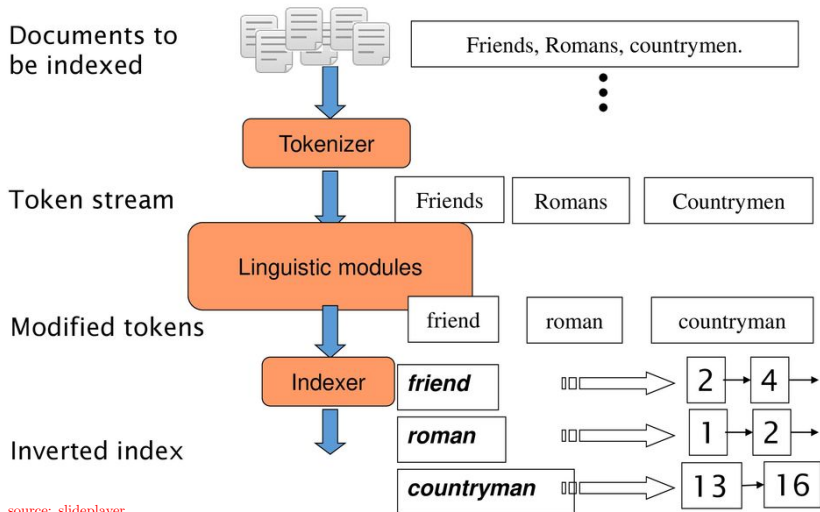 Documents to
be indexed
Friends, Romans, countrymen.
Tokenizer
Token stream
Friends
Romans
Countrymen
Linguistic modules
Modified tokens
friend
roman
countryman
Indexer
friend
2
4
roman
1
2
Inverted index
countryman
13
16
source: slideplayer